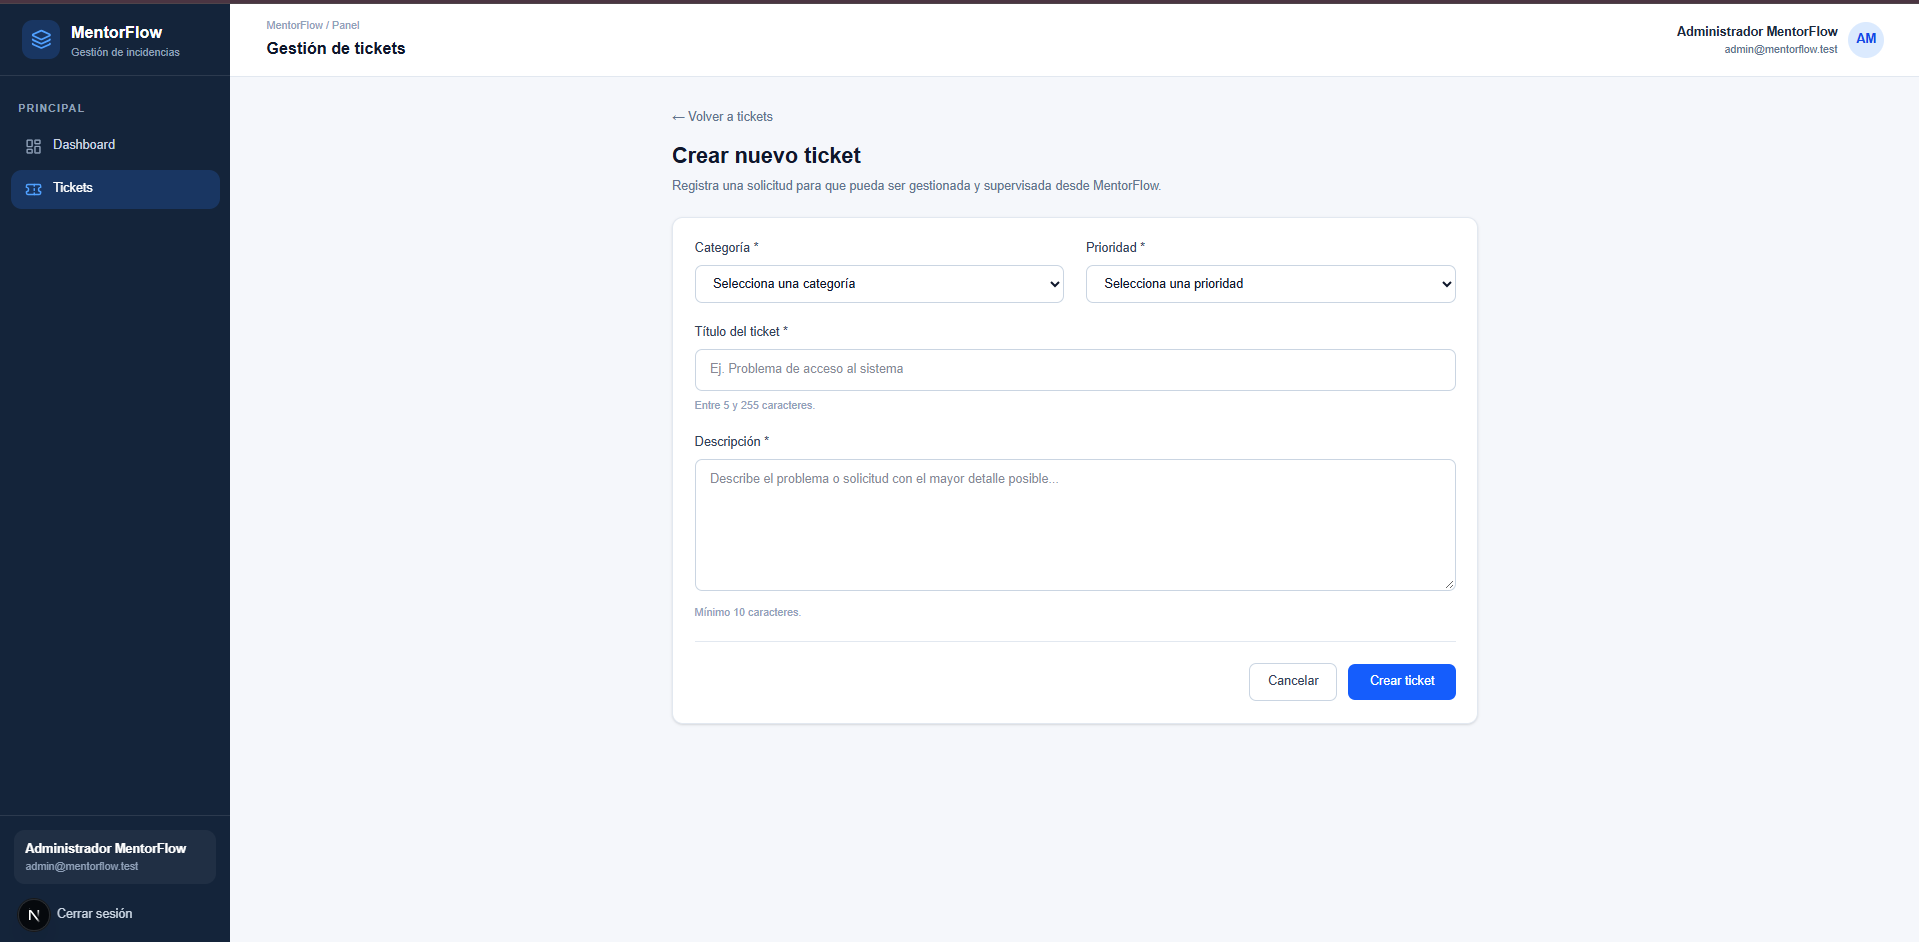 MentorFlow
Gestión de incidencias
PRINCIPAL
Dashboard
Tickets
Administrador MentorFlow
admin@mentorflow.test
N
Cerrar sesión
MentorFlow / Panel
Gestión de tickets
Administrador MentorFlow
admin@mentorflow.test
AM
← Volver a tickets
Crear nuevo ticket
Registra una solicitud para que pueda ser gestionada y supervisada desde MentorFlow.
Categoría *
Prioridad *
Selecciona una categoría
Selecciona una prioridad
Título del ticket *
Ej. Problema de acceso al sistema
Entre 5 y 255 caracteres.
Descripción *
Describe el problema o solicitud con el mayor detalle posible...
Mínimo 10 caracteres.
Cancelar
Crear ticket